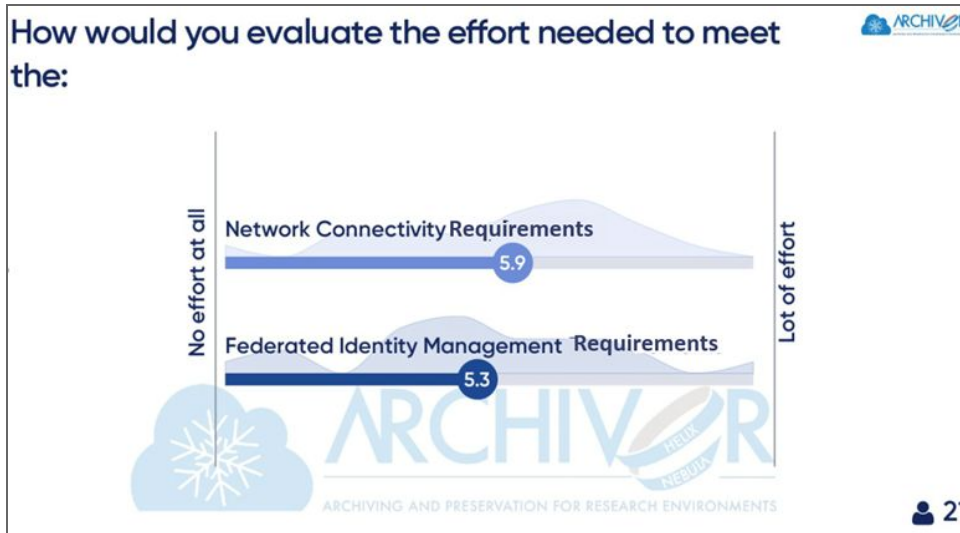 How would you evaluate the effort needed to meet
the:
No effort at all
Network Connectivity Requirements
5.9
Federated Identity Management Requirements
5.3
Lot of effort
ARCHIVER
HELIX
NEBULA
ARCHIVING AND PRESERVATION FOR RESEARCH ENVIRONMENTS